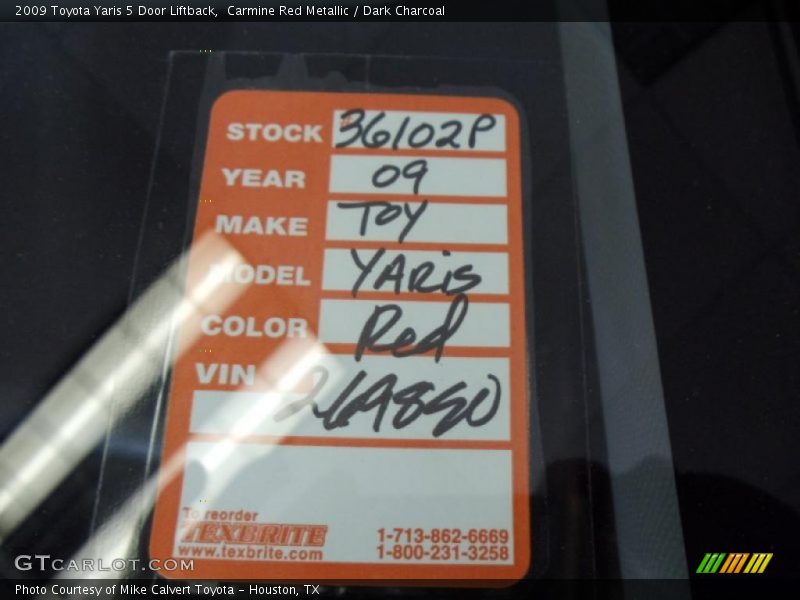 2009 Toyota Yaris 5 Door Liftback,  Carmine Red Metallic / Dark Charcoal
STOCK 36102P
YEAR 09
MAKE TOY
MODEL YARiS
COLOR Red
VIN
269850
To reorder
TEXBRITE
www.texbrite.com
1-713-862-6669
1-800-231-3258
GTCARLOT.COM
Photo Courtesy of Mike Calvert Toyota - Houston, TX